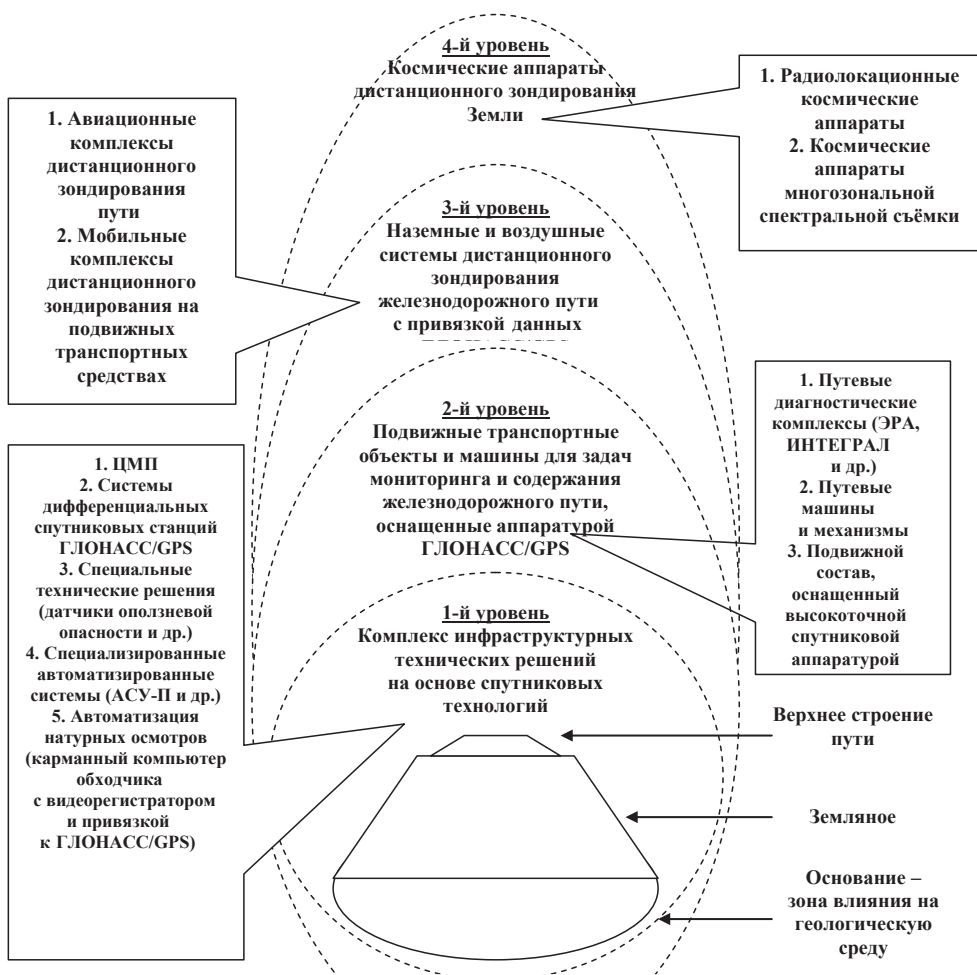 4-й уровень
Космические аппараты
дистанционного зондирования
Земли
1. Радиолокационные
космические
аппараты
2. Космические
аппараты
многозональной
спектральной съёмки
1. Авиационные
комплексы
дистанционного
зондирования
пути
2. Мобильные
комплексы
дистанционного
зондирования на
подвижных
транспортных
средствах
3-й уровень
Наземные и воздушные
системы дистанционного
зондирования
железнодорожного пути
с привязкой данных
2-й уровень
Подвижные транспортные
объекты и машины для задач
мониторинга и содержания
железнодорожного пути,
оснащенные аппаратурой
ГЛОНАСС/GPS
1. Путевые
диагностические
комплексы (ЭРА,
ИНТЕГРАЛ
и др.)
2. Путевые
машины
и механизмы
3. Подвижной
состав,
оснащенный
высокоточной
спутниковой
аппаратурой
1. ЦМП
2. Системы
дифференциальных
спутниковых станций
ГЛОНАСС/GPS
3. Специальные
технические решения
(датчики оползневой
опасности и др.)
4. Специализированные
автоматизированные
системы (АСУ-П и др.)
5. Автоматизация
натурных осмотров
(карманный компьютер
обходчика
с видеорегистратором
и привязкой
к ГЛОНАСС/GPS)
1-й уровень
Комплекс инфраструктурных
технических решений
на основе спутниковых
технологий
Верхнее строение
пути
Земляное
Основание –
зона влияния на
геологическую
среду